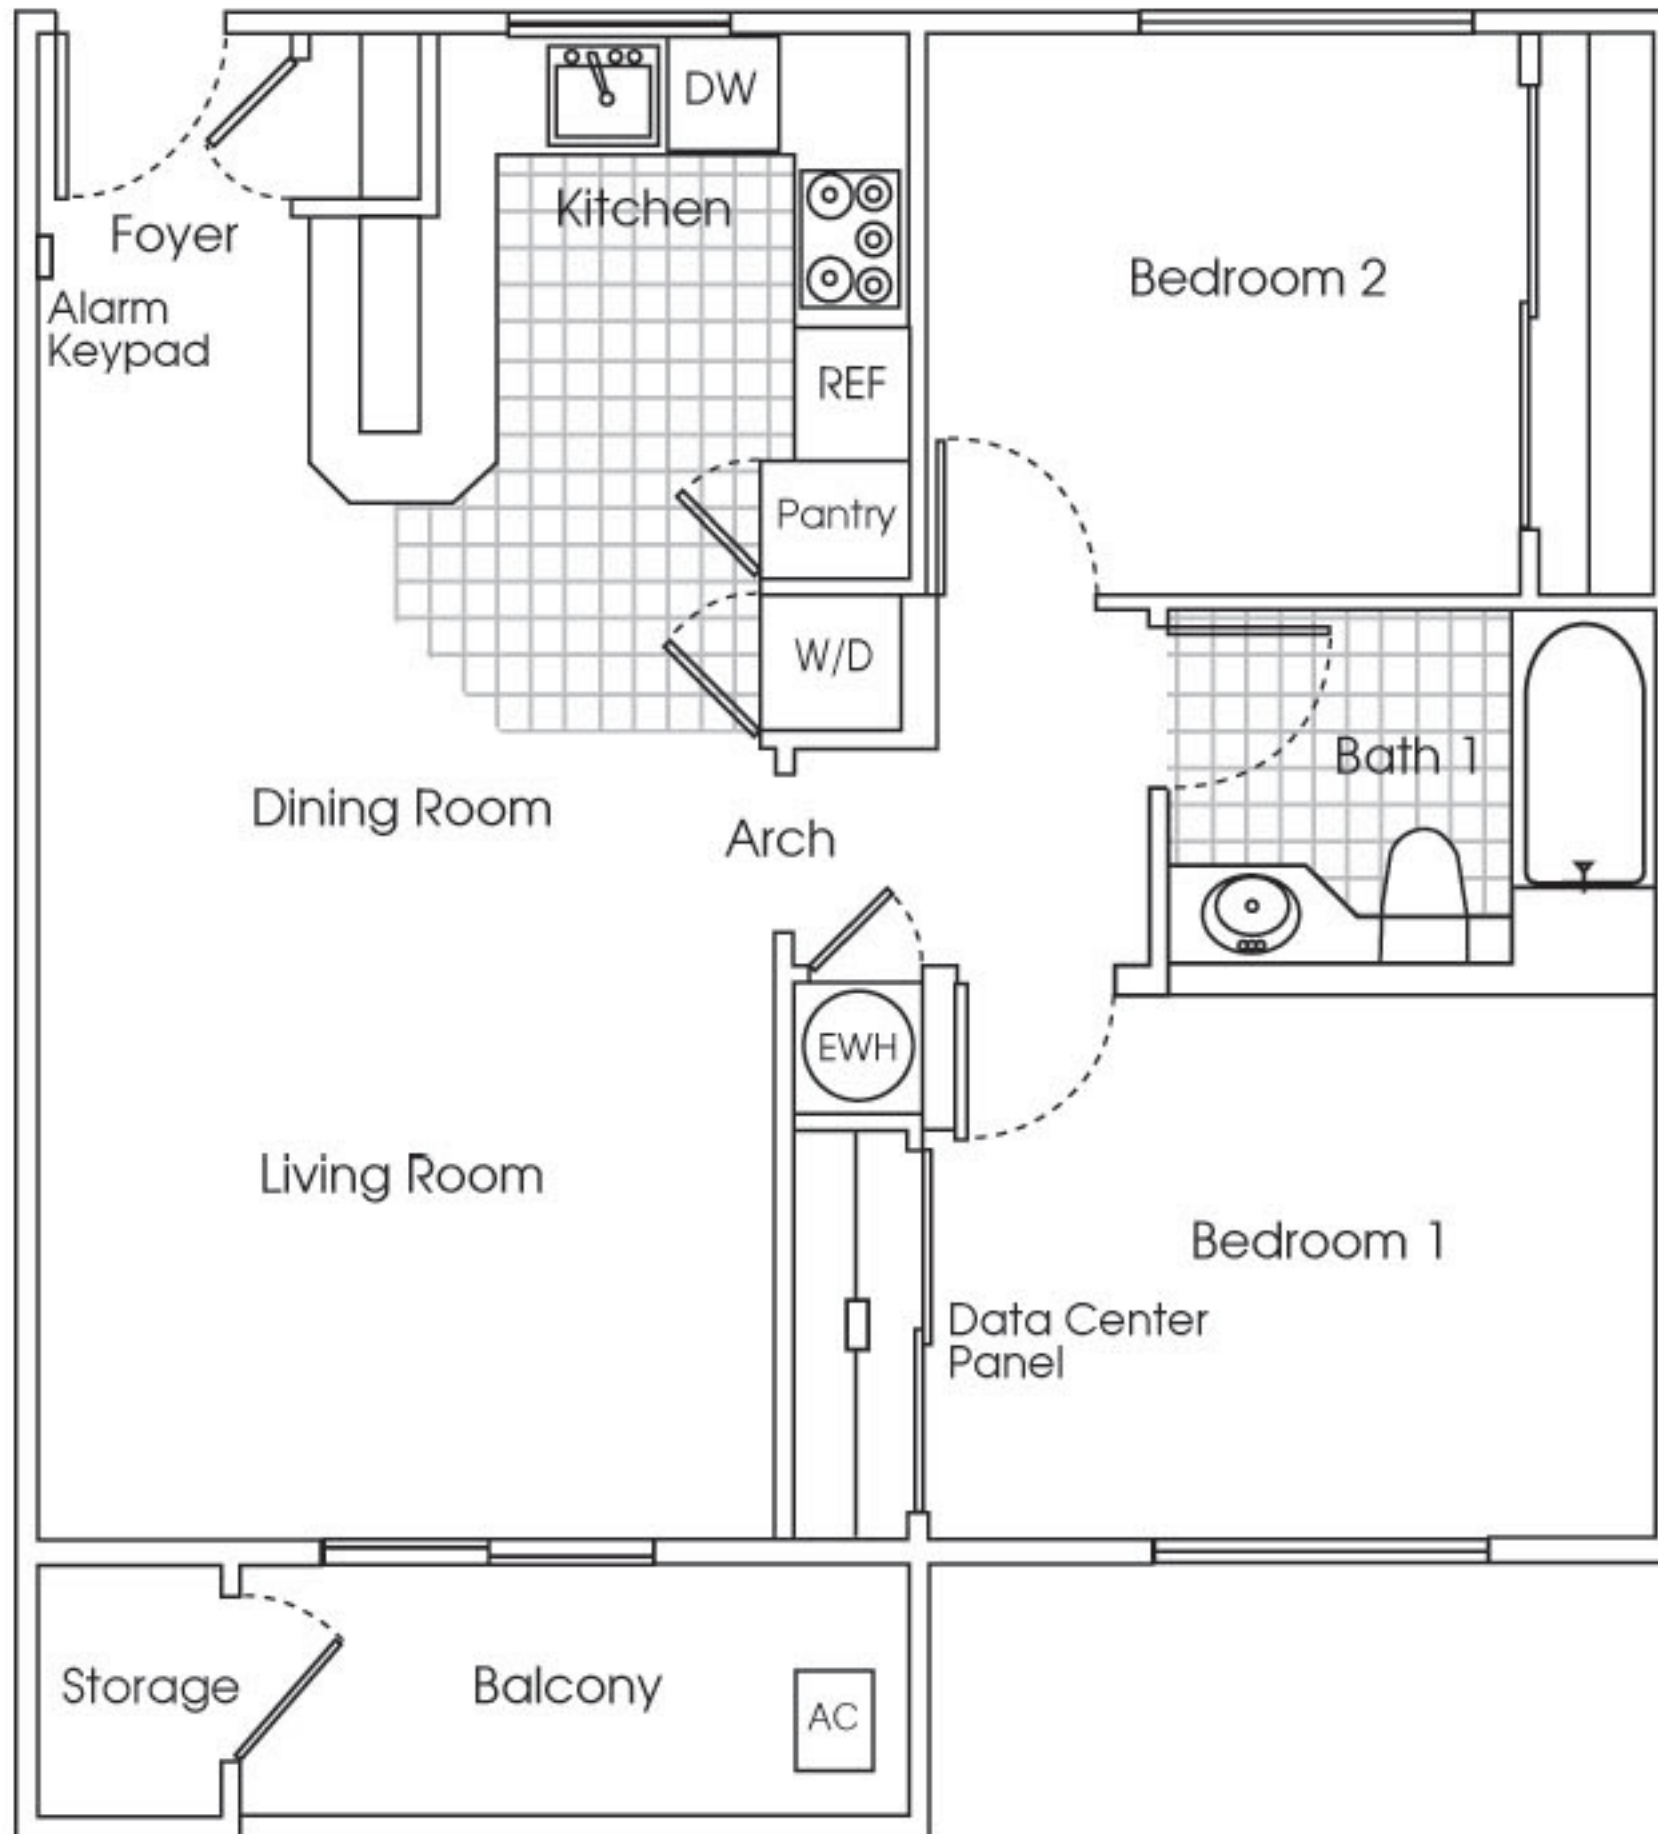 DW
Kitchen
Foyer
Alarm
Keypad
Bedroom 2
REF
Pantry
W/D
Bath 1
Dining Room
Arch
EWH
Living Room
Bedroom 1
Data Center
Panel
Storage
Balcony
AC